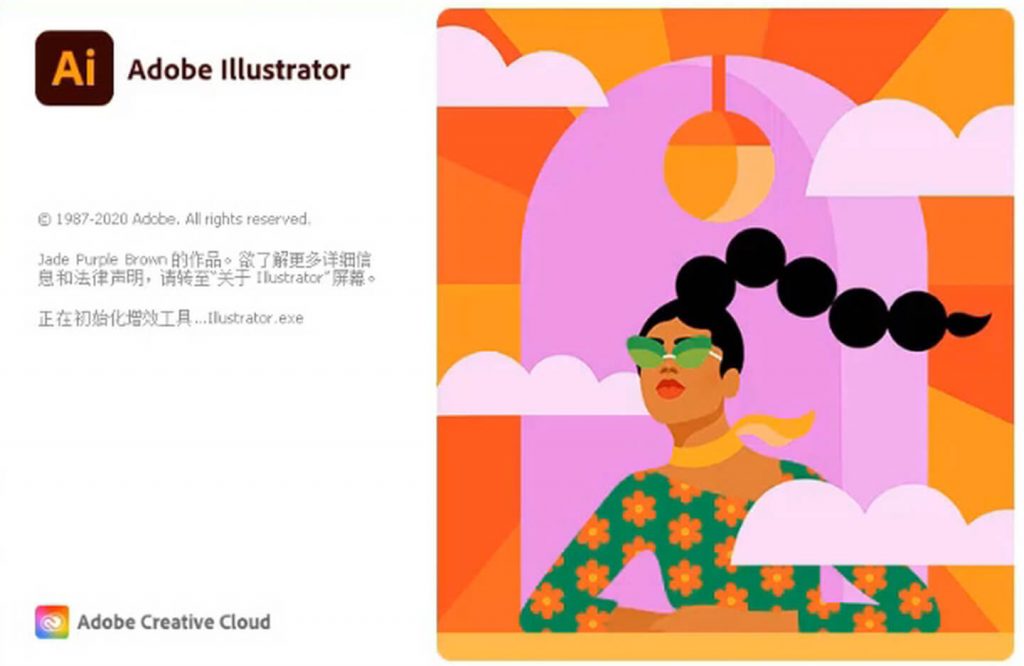 Ai
Adobe Illustrator
© 1987-2020 Adobe. All rights reserved.
Jade Purple Brown 的作品。欲了解更多详细信
息和法律声明，请转至“关于 Illustrator”屏幕。
正在初始化增效工具...Illustrator.exe
Adobe Creative Cloud